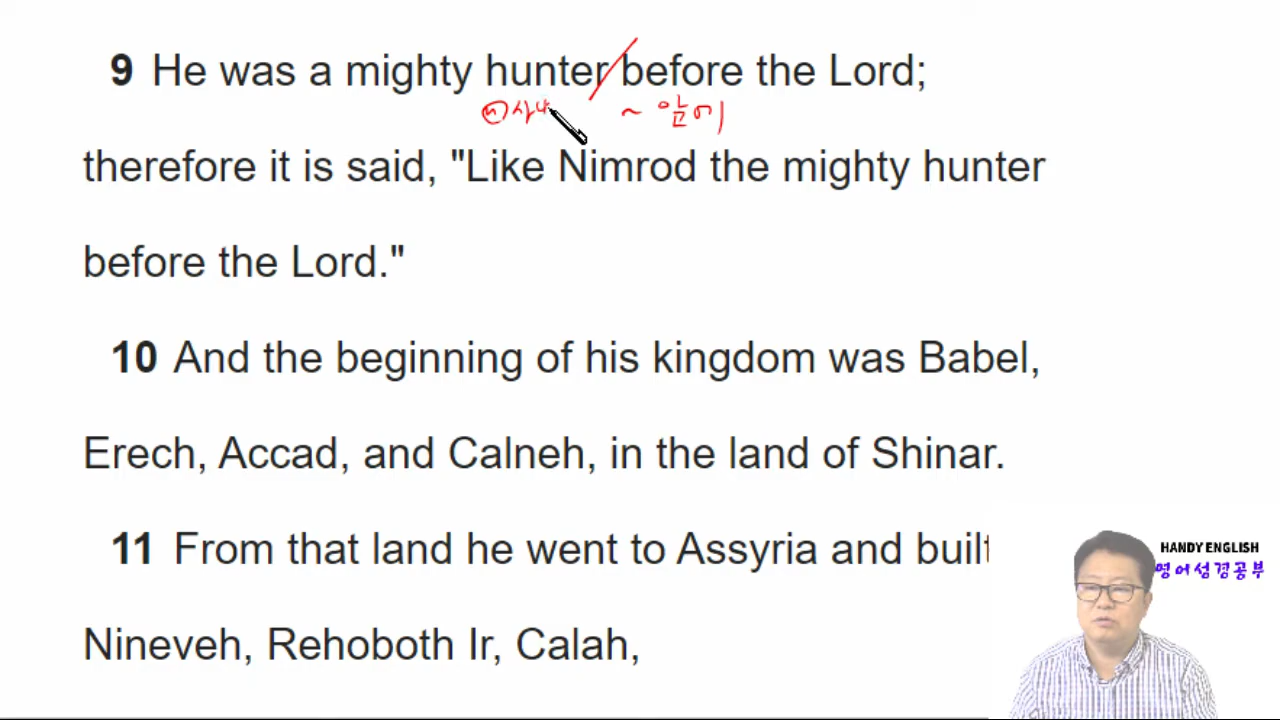 9 He was a mighty hunter before the Lord;
~ 앞에
therefore it is said, "Like Nimrod the mighty hunter
before the Lord."
10 And the beginning of his kingdom was Babel,
Erech, Accad, and Calneh, in the land of Shinar.
11 From that land he went to Assyria and built
Nineveh, Rehoboth Ir, Calah,
HANDY ENGLISH
영어성경공부